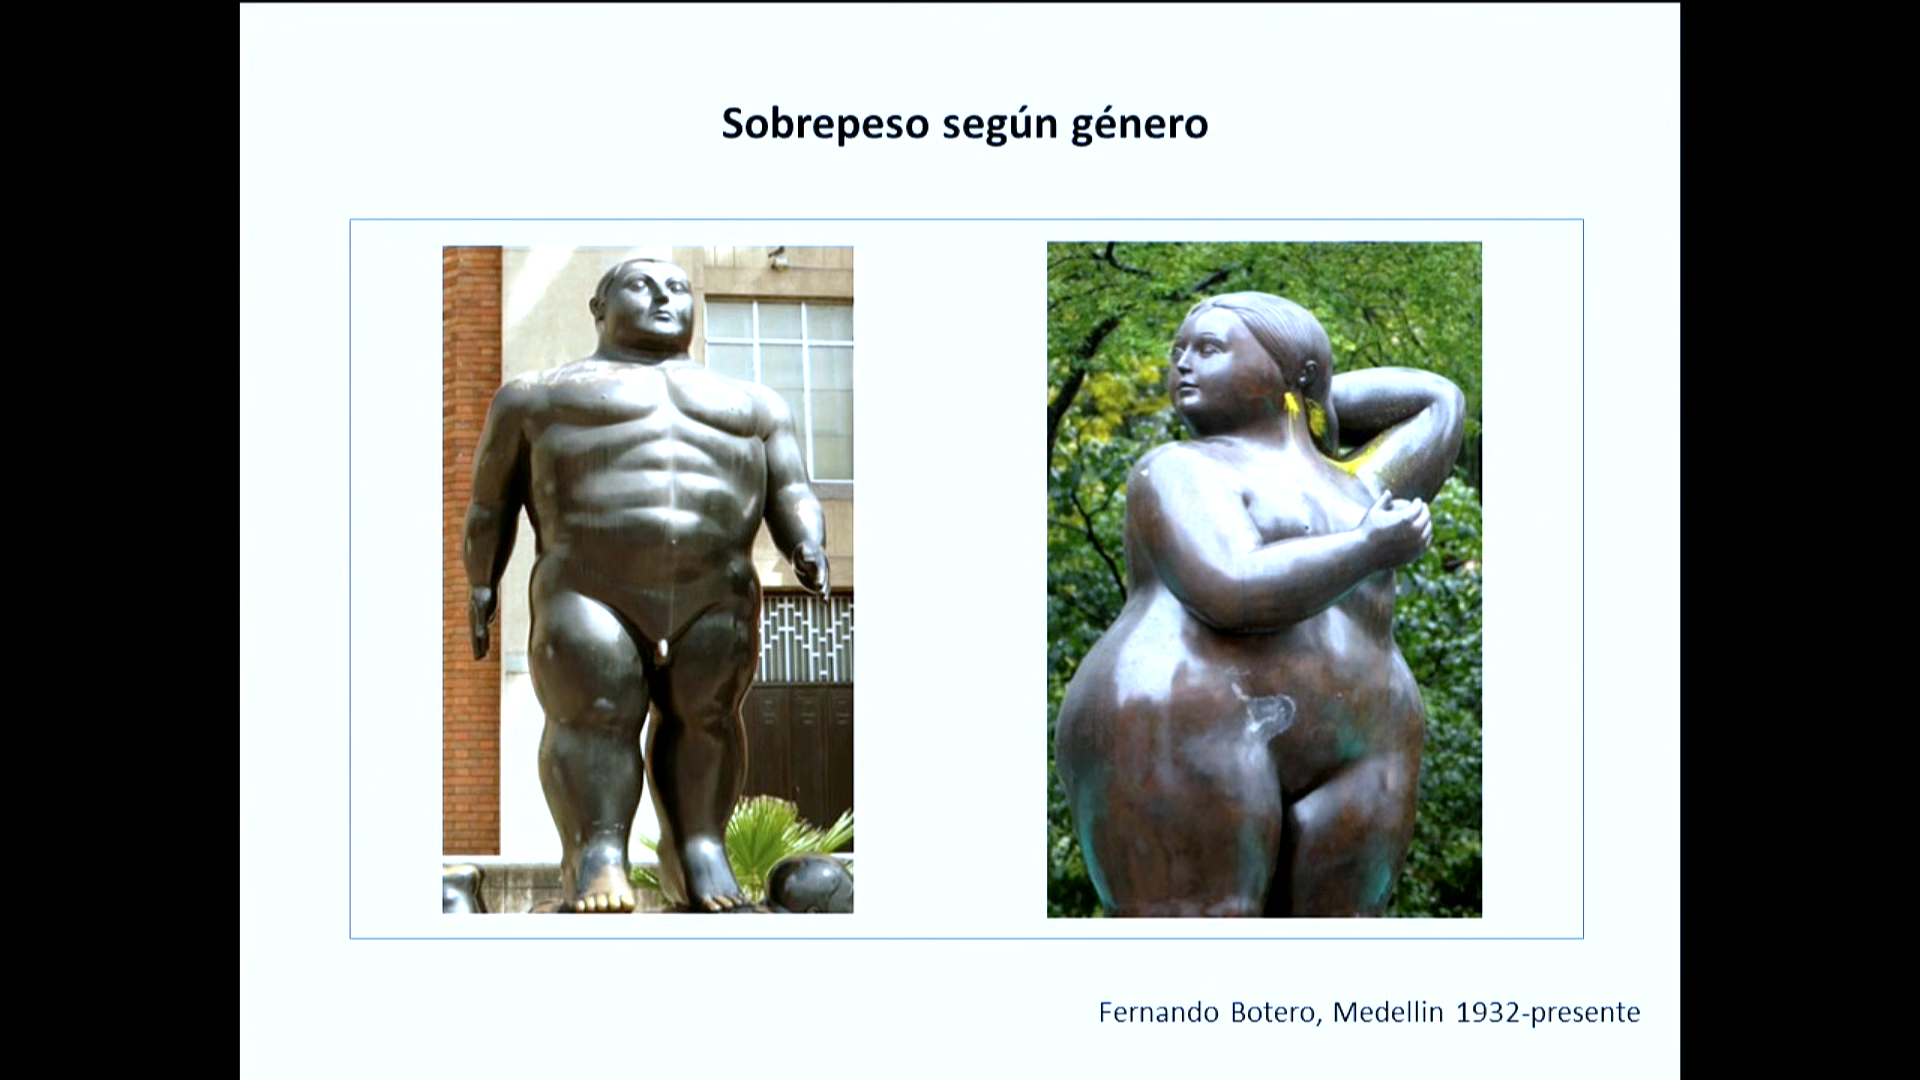 Sobrepeso según género
Fernando Botero, Medellin 1932-presente